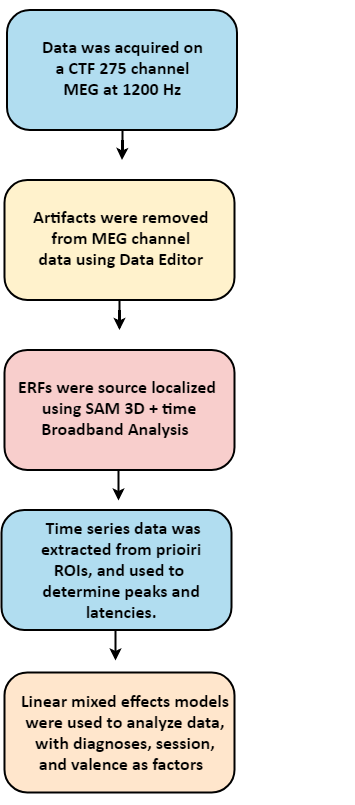 Data was acquired on
a CTF 275 channel
MEG at 1200 Hz
Artifacts were removed
from MEG channel
data using Data Editor
ERFs were source localized
using SAM 3D + time
Broadband Analysis
Time series data was
extracted from prioiri
ROIs, and used to
determine peaks and
latencies.
Linear mixed effects models
were used to analyze data,
with diagnoses, session,
and valence as factors